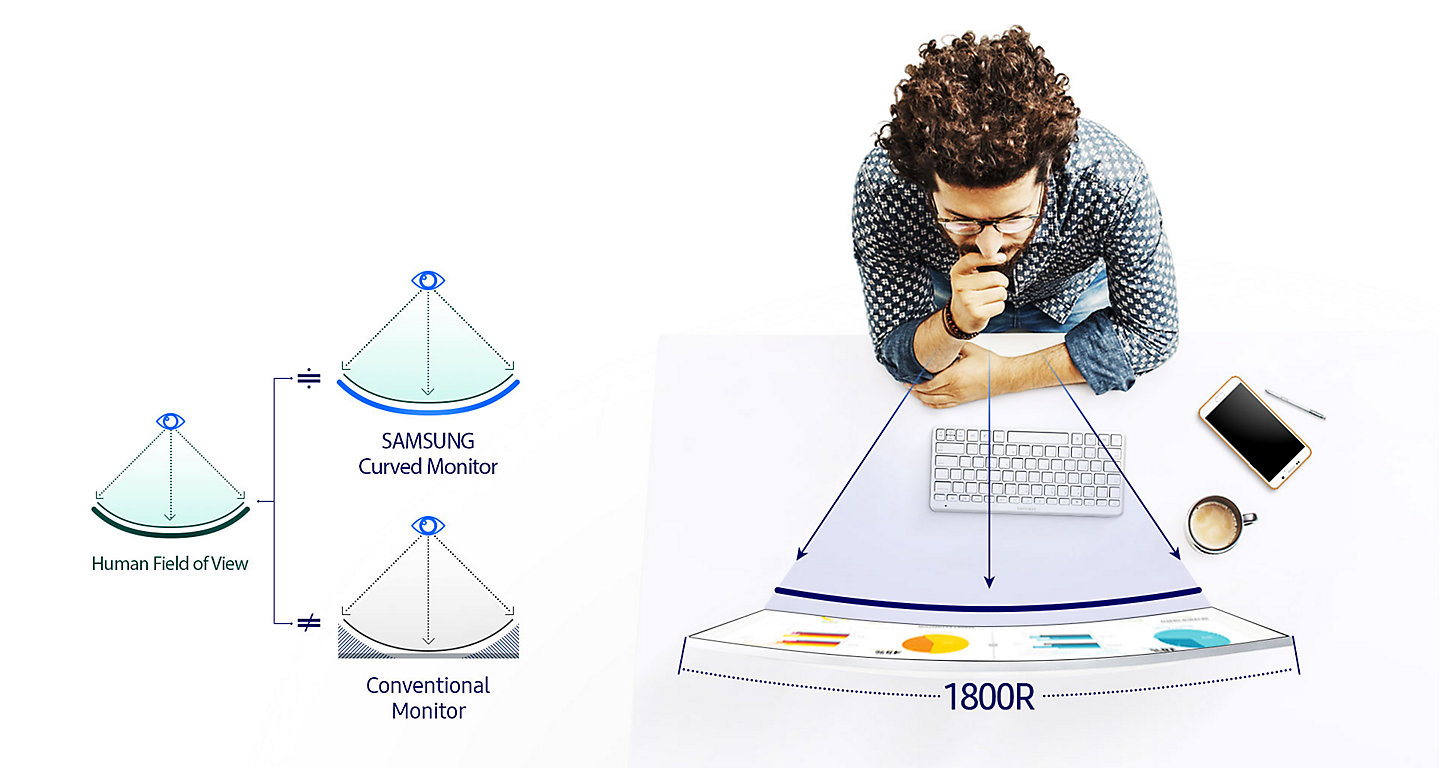 SAMSUNG
Curved Monitor
Human Field of View
Conventional
Monitor
1800R